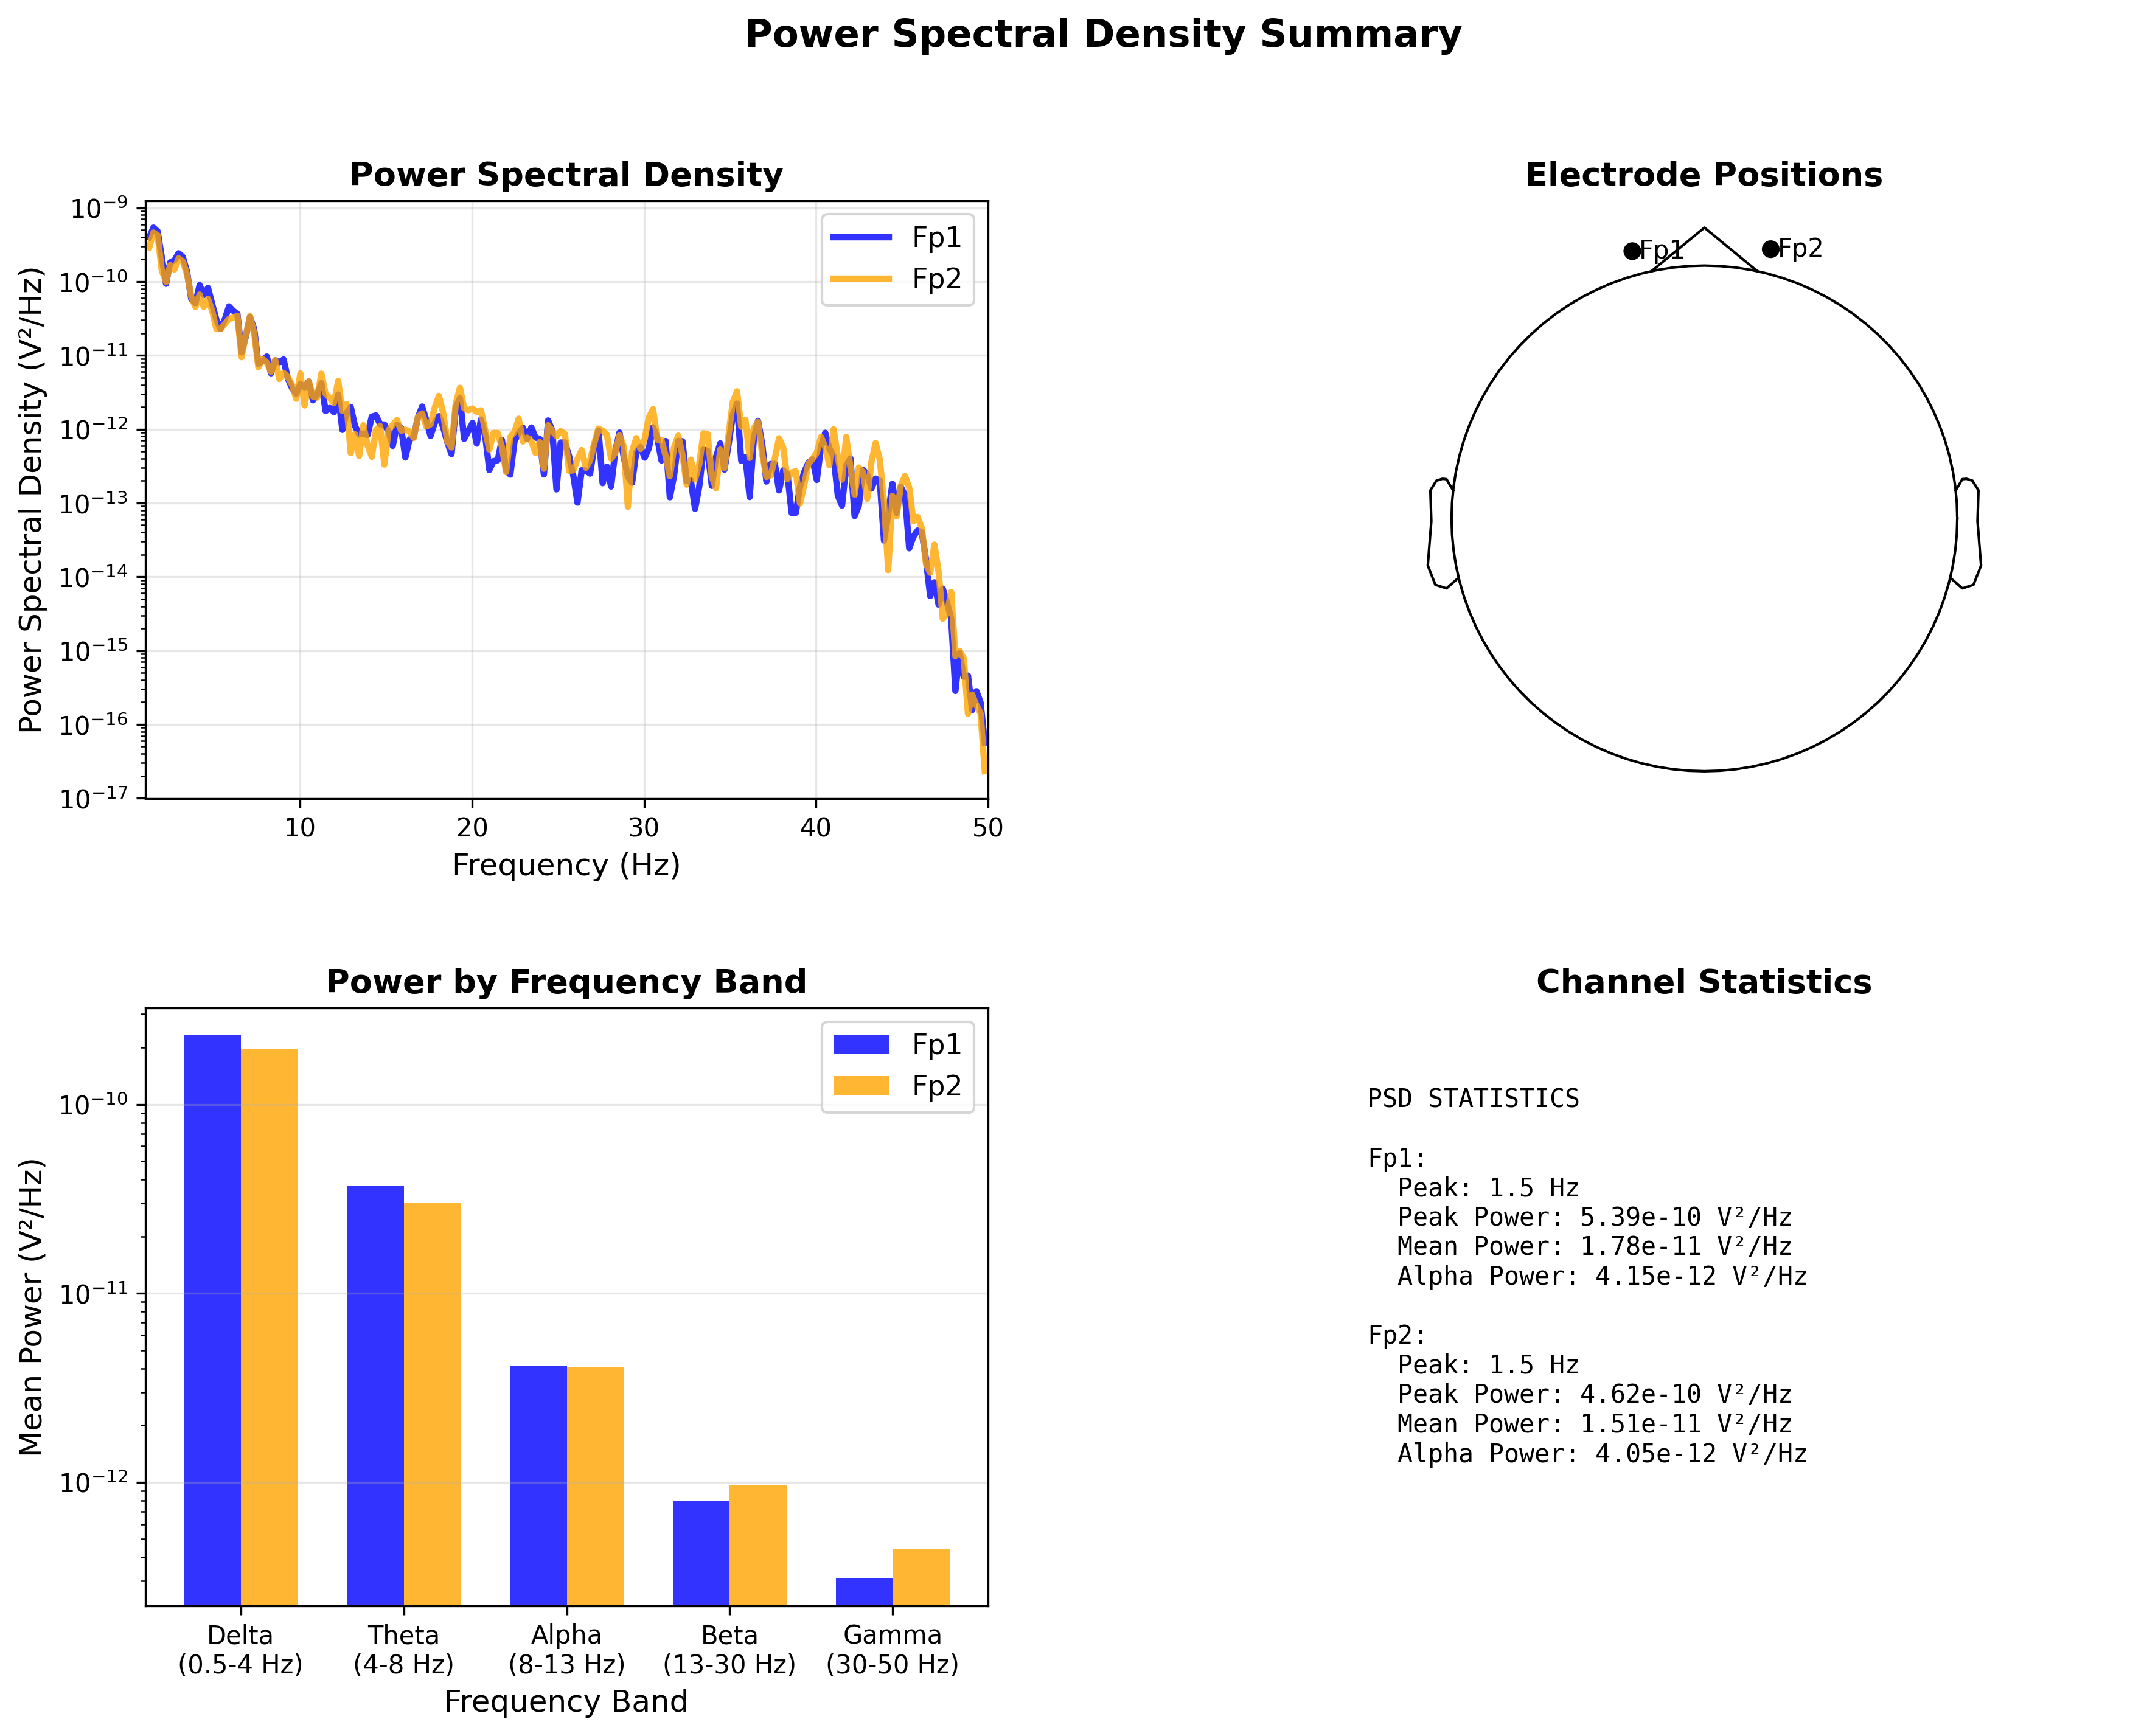 Power Spectral Density Summary
Power Spectral Density
10⁻⁹
10⁻¹⁰
10⁻¹¹
10⁻¹²
10⁻¹³
10⁻¹⁴
10⁻¹⁵
10⁻¹⁶
10⁻¹⁷
Power Spectral Density (V²/Hz)
Fp1
Fp2
10 20 30 40 50
Frequency (Hz)
Electrode Positions
Fp1 Fp2
Power by Frequency Band
10⁻¹⁰
10⁻¹¹
10⁻¹²
Mean Power (V²/Hz)
Fp1
Fp2
Delta Theta Alpha Beta Gamma
(0.5-4 Hz) (4-8 Hz) (8-13 Hz) (13-30 Hz) (30-50 Hz)
Frequency Band
Channel Statistics
PSD STATISTICS
Fp1:
Peak: 1.5 Hz
Peak Power: 5.39e-10 V²/Hz
Mean Power: 1.78e-11 V²/Hz
Alpha Power: 4.15e-12 V²/Hz
Fp2:
Peak: 1.5 Hz
Peak Power: 4.62e-10 V²/Hz
Mean Power: 1.51e-11 V²/Hz
Alpha Power: 4.05e-12 V²/Hz